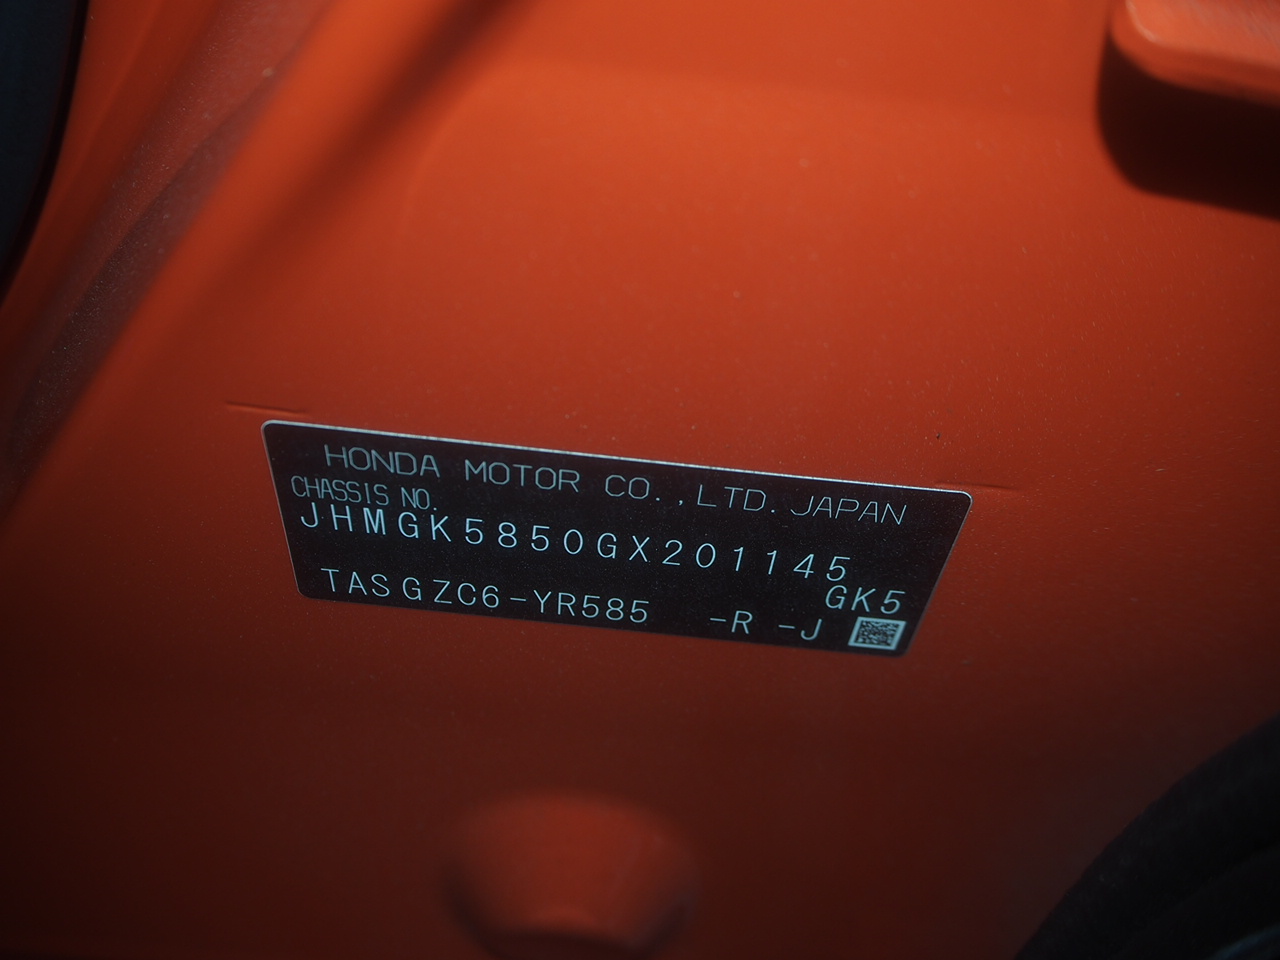 HONDA MOTOR CO.,LTD. JAPAN
CHASSIS NO.
JHMGK5850GX201145
GK5
TASGZC6-YR585 -R -J